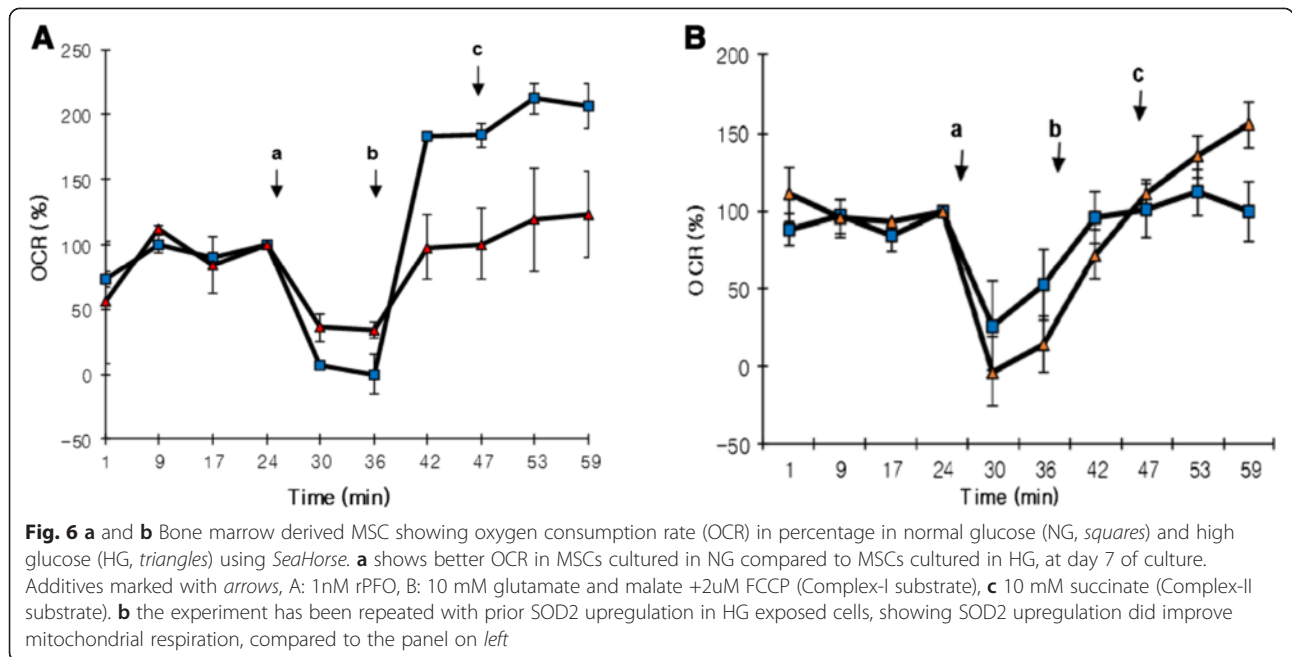 A
B
250
200
150
100
50
0
−50
OCR (%)
a
b
c
1 9 17 24 30 36 42 47 53 59
Time (min)
200
150
100
50
0
−50
OCR (%)
a
b
c
1 9 17 24 30 36 42 47 53 59
Time (min)
Fig. 6 a and b Bone marrow derived MSC showing oxygen consumption rate (OCR) in percentage in normal glucose (NG, squares) and high
glucose (HG, triangles) using SeaHorse. a shows better OCR in MSCs cultured in NG compared to MSCs cultured in HG, at day 7 of culture.
Additives marked with arrows, A: 1nM rPFO, B: 10 mM glutamate and malate +2uM FCCP (Complex-I substrate), c 10 mM succinate (Complex-II
substrate). b the experiment has been repeated with prior SOD2 upregulation in HG exposed cells, showing SOD2 upregulation did improve
mitochondrial respiration, compared to the panel on left